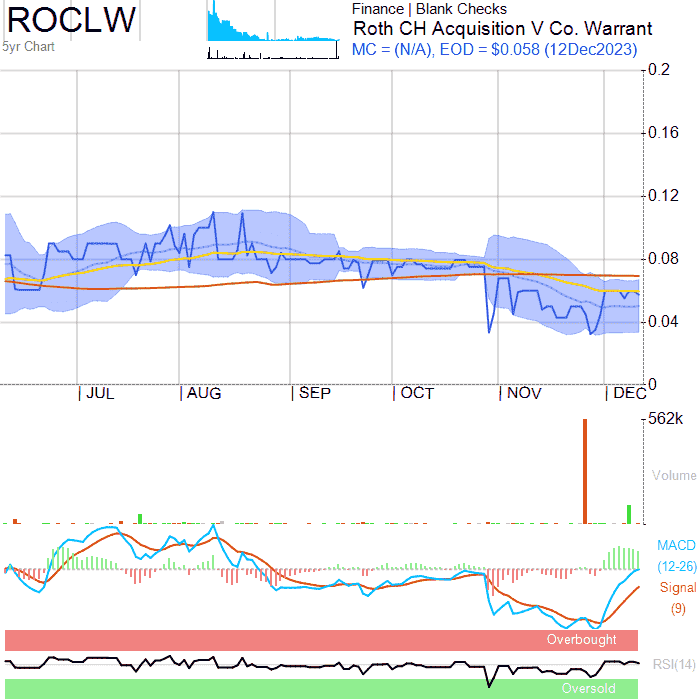 ROCLW
5yr Chart
Finance | Blank Checks
Roth CH Acquisition V Co. Warrant
MC = (N/A), EOD = $0.058 (12Dec2023)
0.2
0.16
0.12
0.08
0.04
0
| JUL | AUG | SEP | OCT | NOV | DEC
562k
Volume
MACD
(12-26)
Signal
(9)
Overbought
RSI(14)
Oversold